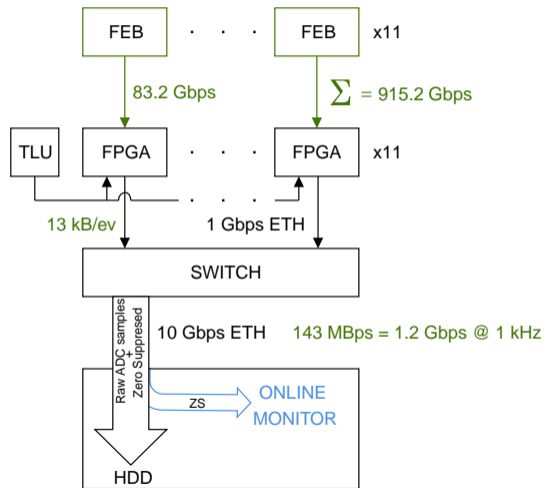 FEB · · · FEB x11
83.2 Gbps ∑ = 915.2 Gbps
TLU FPGA · · · FPGA x11
· · ·
13 kB/ev 1 Gbps ETH
SWITCH
Raw ADC samples
+
Zero Suppresed
10 Gbps ETH 143 MBps = 1.2 Gbps @ 1 kHz
ZS
ONLINE
MONITOR
HDD